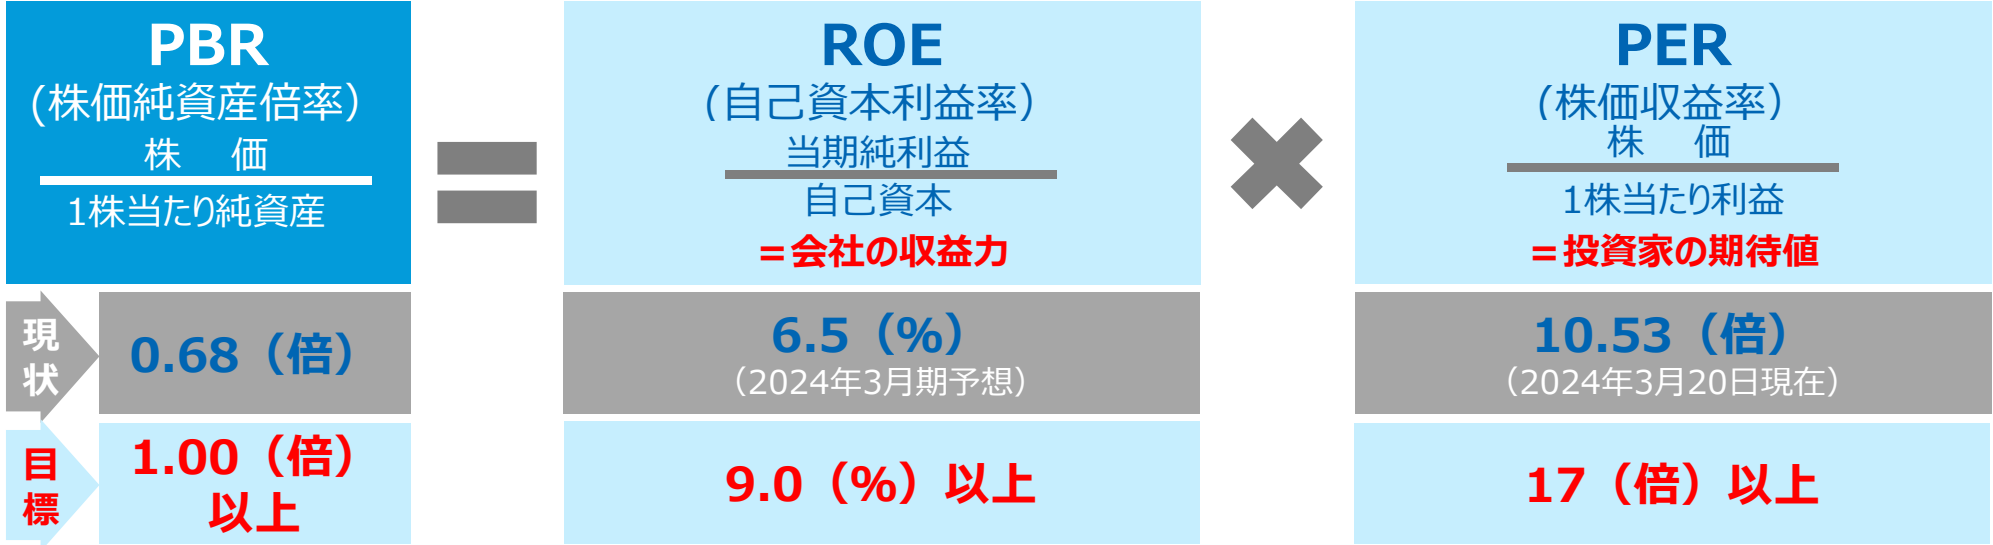 PBR
(株価純資産倍率）
株　価
1株当たり純資産
ROE
(自己資本利益率）
当期純利益
自己資本
＝会社の収益力
PER
(株価収益率）
株　価
1株当たり利益
＝投資家の期待値
現状
0.68（倍）
6.5（%）
（2024年3月期予想）
10.53（倍）
（2024年3月20日現在）
目標
1.00（倍）
以上
9.0（%）以上
17（倍）以上